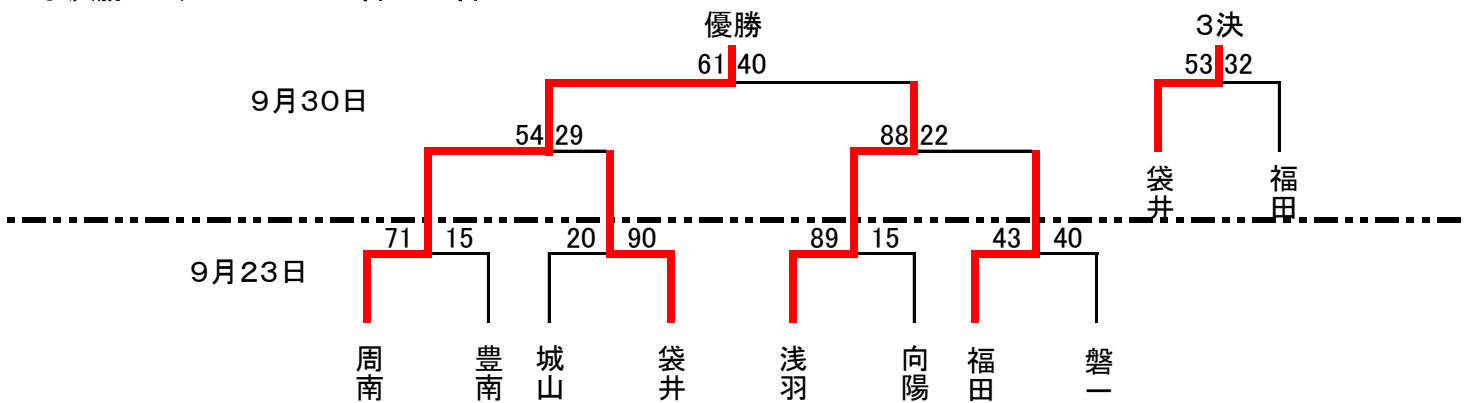 優勝
3決
61 40
53 32
9月30日
54 29
88 22
袋井
福田
71 15
20 90
89 15
43 40
9月23日
周南
豊南
城山
袋井
浅羽
向陽
福田
磐一